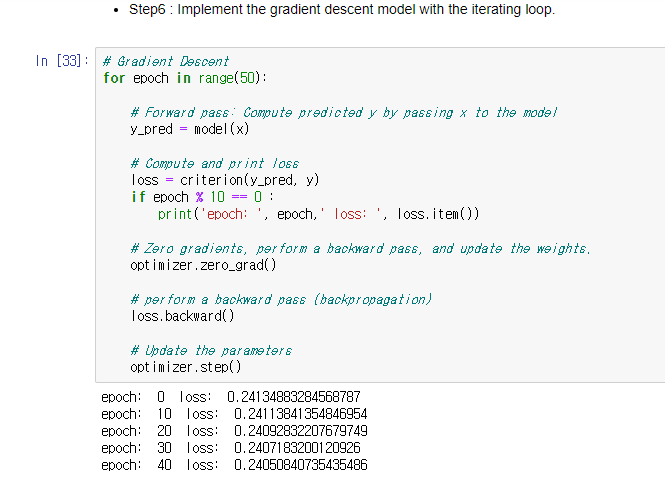 • Step6 : Implement the gradient descent model with the iterating loop.
In [33]: # Gradient Descent
for epoch in range(50):
    # Forward pass: Compute predicted y by passing x to the model
    y_pred = model(x)
    # Compute and print loss
    loss = criterion(y_pred, y)
    if epoch % 10 == 0 :
        print('epoch: ', epoch,' loss: ', loss.item())
    # Zero gradients, perform a backward pass, and update the weights.
    optimizer.zero_grad()
    # perform a backward pass (backpropagation)
    loss.backward()
    # Update the parameters
    optimizer.step()
epoch:  0  loss:  0.24134883284568787
epoch:  10  loss:  0.24113841354846954
epoch:  20  loss:  0.24092832207679749
epoch:  30  loss:  0.2407183200120926
epoch:  40  loss:  0.24050840735435486